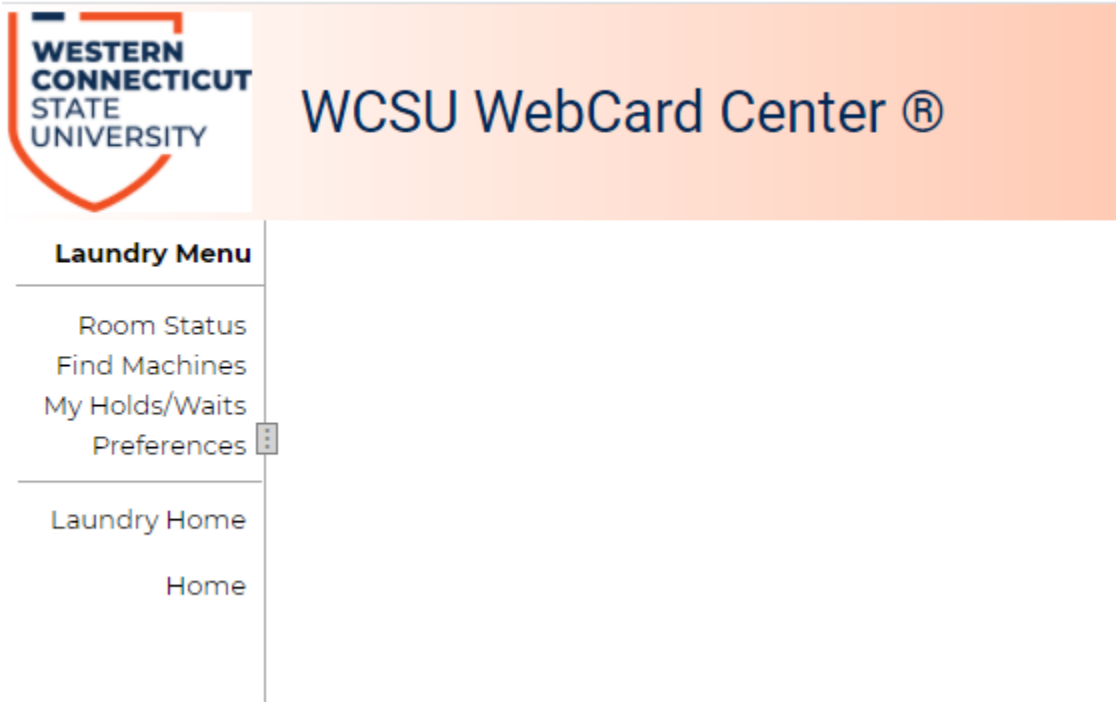 WESTERN
CONNECTICUT
STATE
UNIVERSITY
WCSU WebCard Center ®
Laundry Menu
Room Status
Find Machines
My Holds/Waits
Preferences
Laundry Home
Home